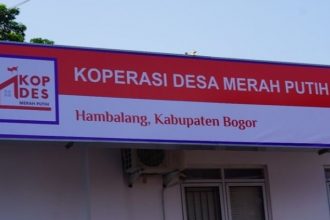 KOP
DES
MERAH PUTIH
KOPERASI DESA MERAH PUTIH
Hambalang, Kabupaten Bogor